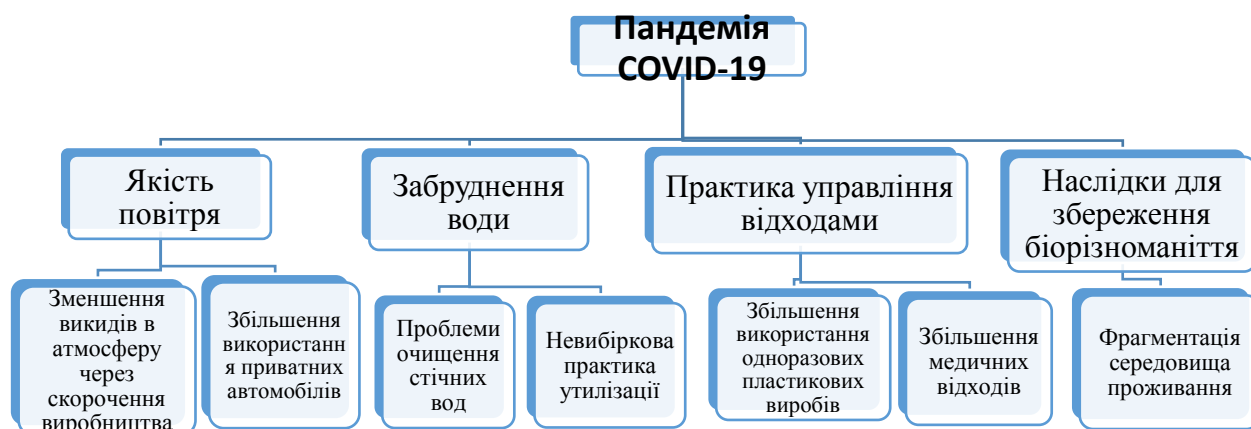 Пандемія
COVID-19
Якість
повітря
Забруднення
води
Практика управління
відходами
Наслідки для
збереження
біорізноманіття
Зменшення
викидів в
атмосферу
через
скорочення
виробництва
Збільшення
використанн
я приватних
автомобілів
Проблеми
очищення
стічних
вод
Невибіркова
практика
утилізації
Збільшення
використання
одноразових
пластикових
виробів
Збільшення
медичних
відходів
Фрагментація
середовища
проживання